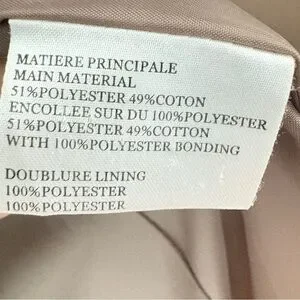 MATIERE PRINCIPALE
MAIN MATERIAL
51%POLYESTER 49%COTON
ENCOLLEE SUR DU 100%POLYESTER
51%POLYESTER 49%COTTON
WITH 100%POLYESTER BONDING
DOUBLURE LINING
100%POLYESTER
100%POLYESTER